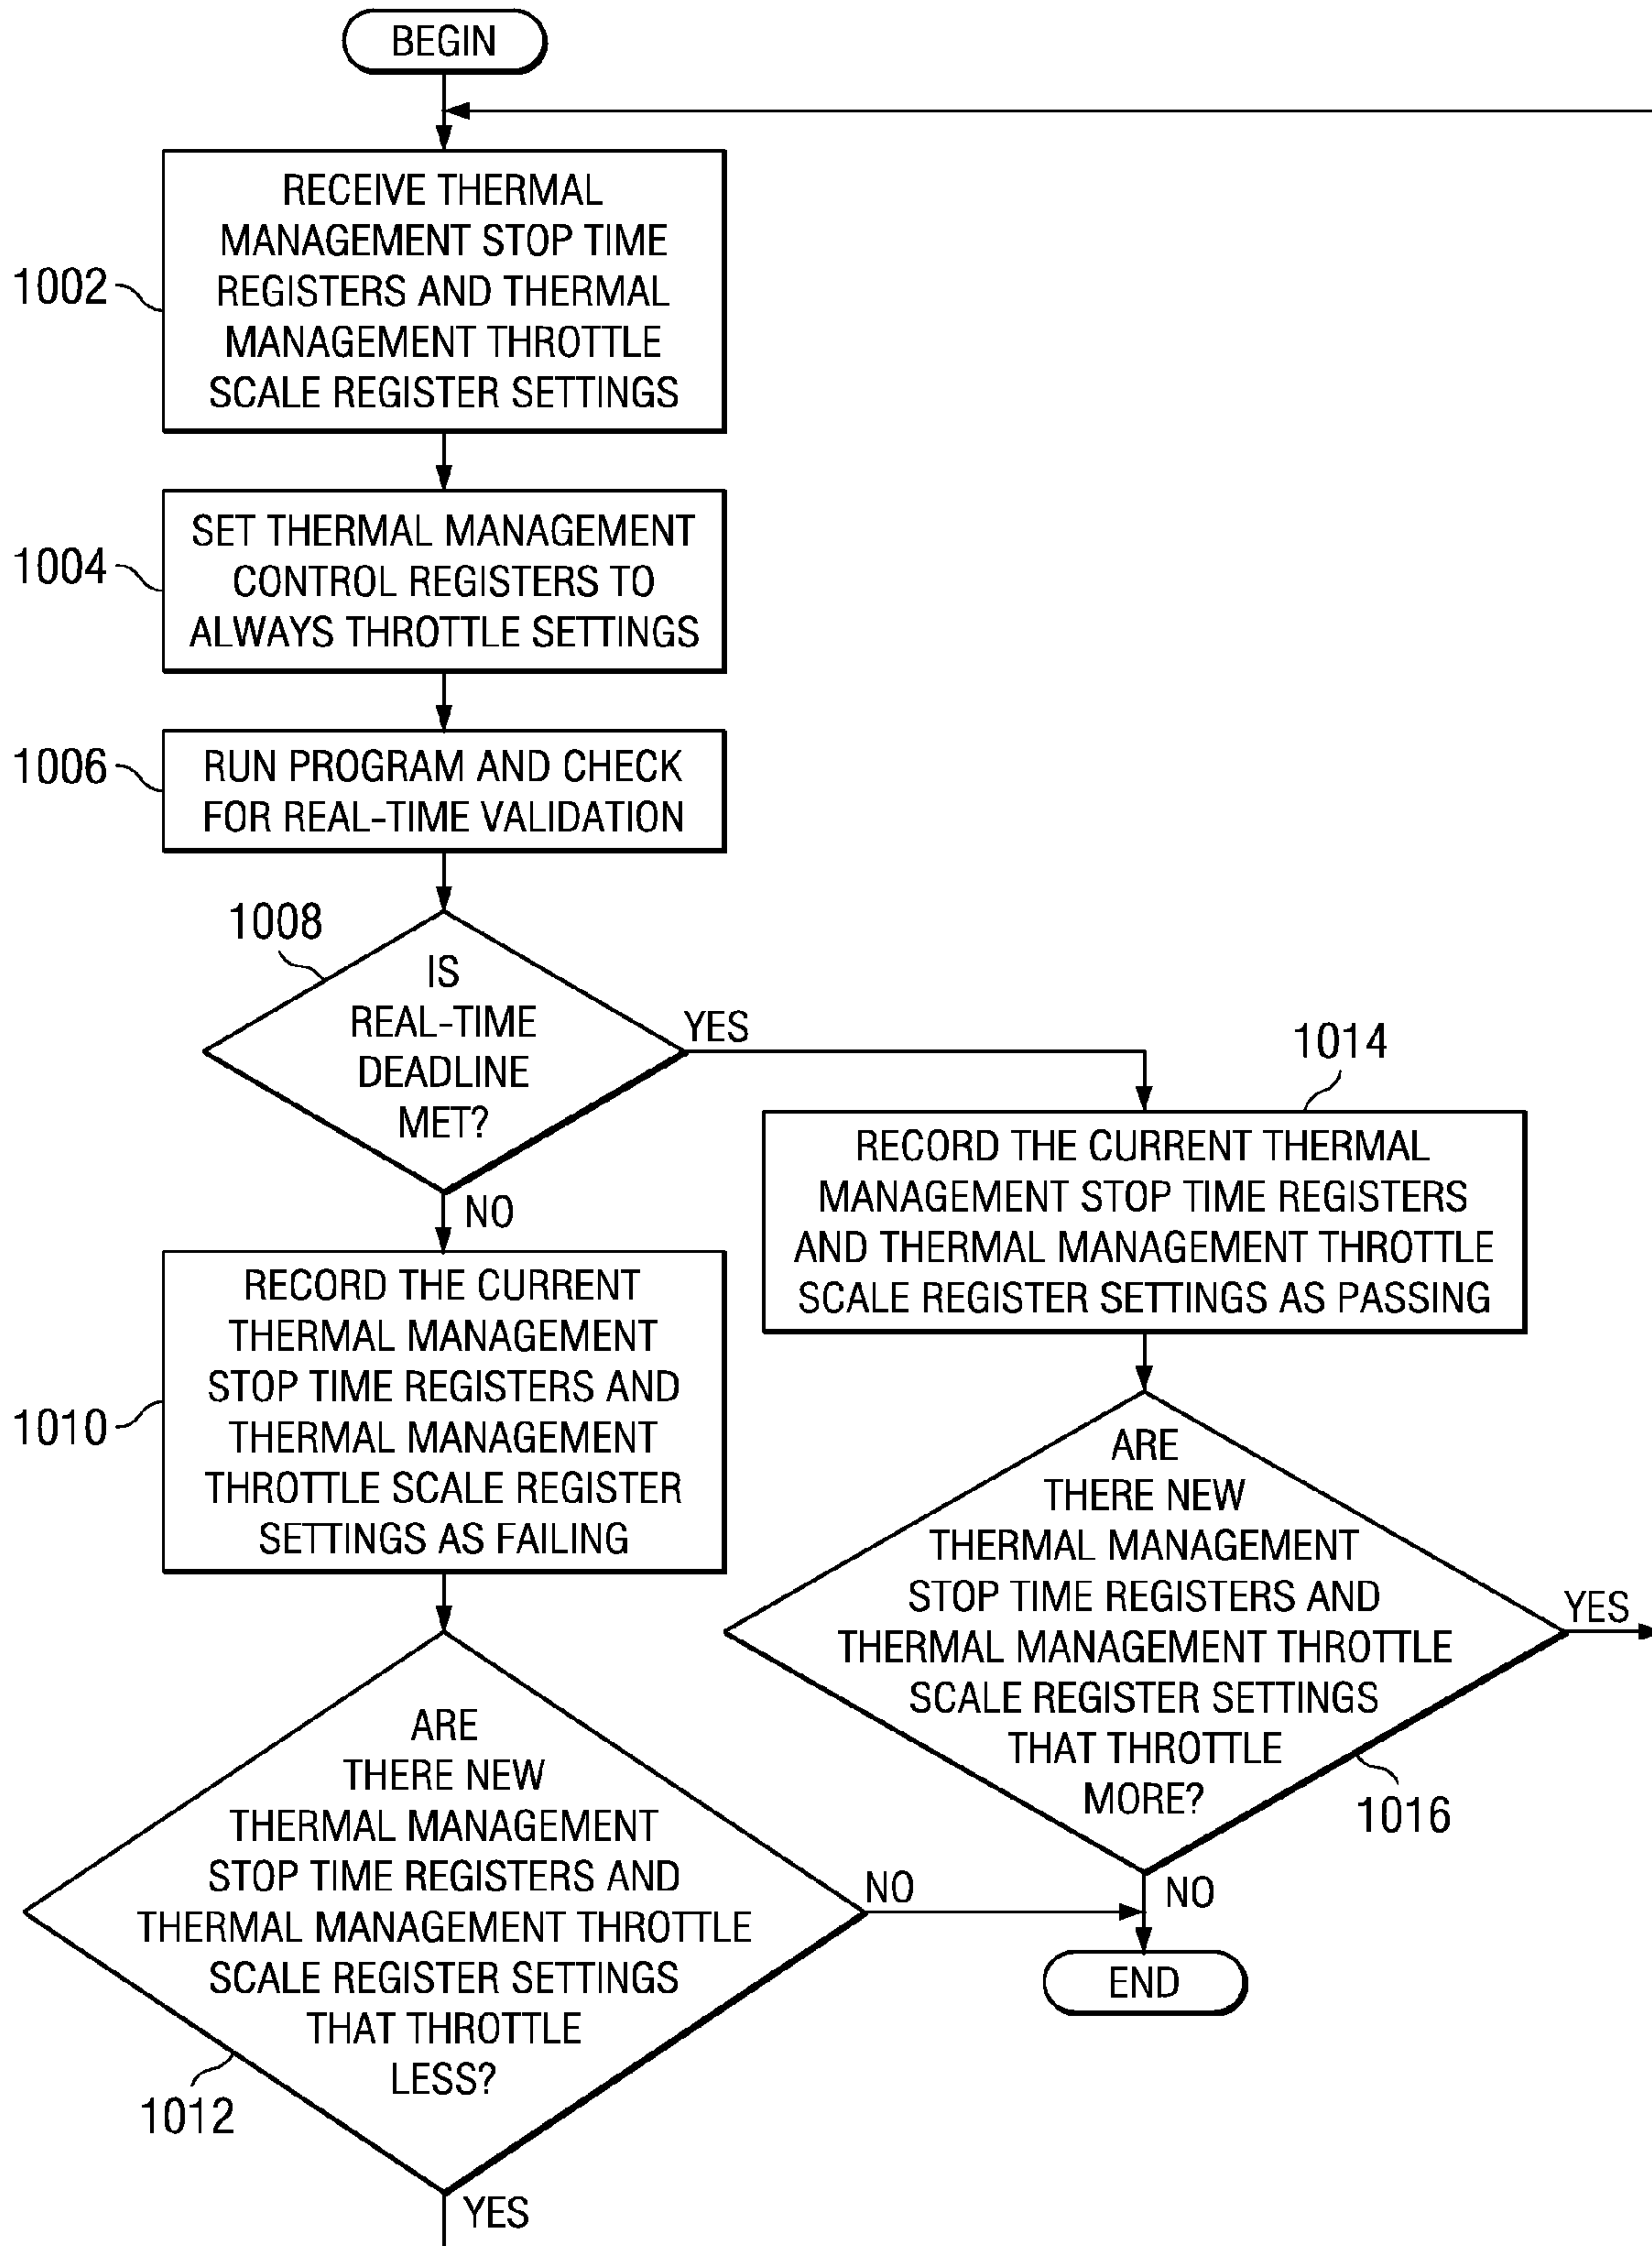 BEGIN
1002
RECEIVE THERMAL
MANAGEMENT STOP TIME
REGISTERS AND THERMAL
MANAGEMENT THROTTLE
SCALE REGISTER SETTINGS
1004
SET THERMAL MANAGEMENT
CONTROL REGISTERS TO
ALWAYS THROTTLE SETTINGS
1006
RUN PROGRAM AND CHECK
FOR REAL-TIME VALIDATION
1008
IS
REAL-TIME
DEADLINE
MET?
YES
NO
1010
RECORD THE CURRENT
THERMAL MANAGEMENT
STOP TIME REGISTERS AND
THERMAL MANAGEMENT
THROTTLE SCALE REGISTER
SETTINGS AS FAILING
ARE
THERE NEW
THERMAL MANAGEMENT
STOP TIME REGISTERS AND
THERMAL MANAGEMENT THROTTLE
SCALE REGISTER SETTINGS
THAT THROTTLE
LESS?
1012
NO
YES
1014
RECORD THE CURRENT THERMAL
MANAGEMENT STOP TIME REGISTERS
AND THERMAL MANAGEMENT THROTTLE
SCALE REGISTER SETTINGS AS PASSING
ARE
THERE NEW
THERMAL MANAGEMENT
STOP TIME REGISTERS AND
THERMAL MANAGEMENT THROTTLE
SCALE REGISTER SETTINGS
THAT THROTTLE
MORE?
1016
YES
NO
END